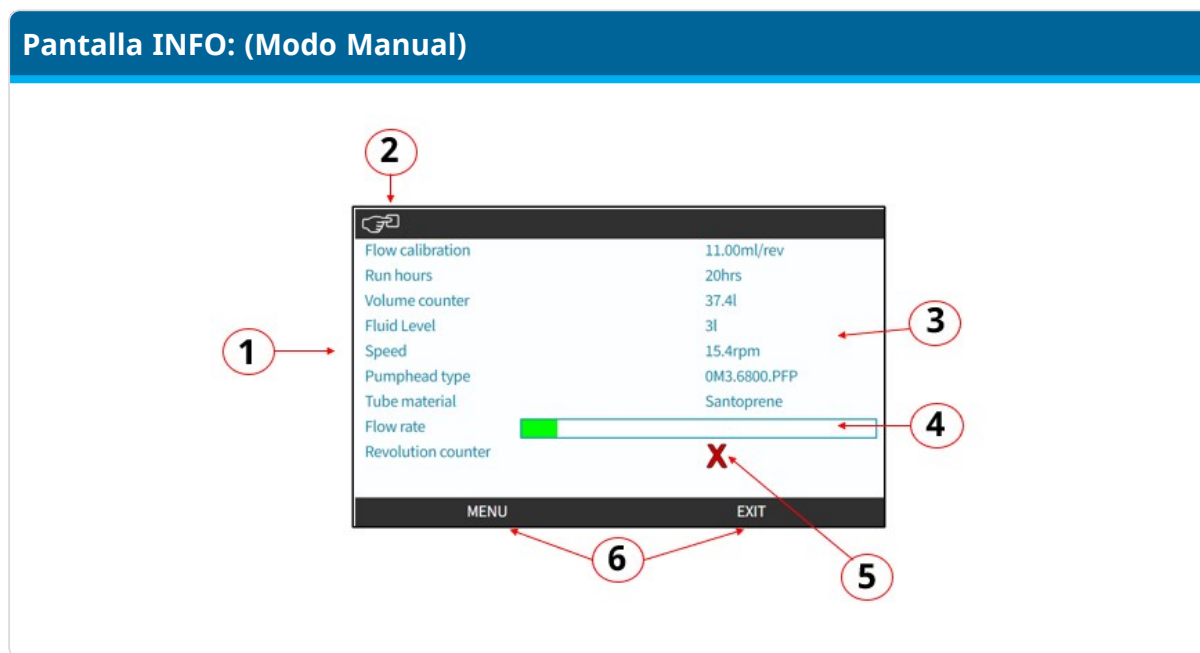 Pantalla INFO: (Modo Manual)
2
Flow calibration 11.00ml/rev
Run hours 20hrs
Volume counter 37.4l
Fluid Level 3l
3
1
Speed 15.4rpm
Pumphead type 0M3.6800.PFP
Tube material Santoprene
Flow rate
4
Revolution counter X
MENU EXIT
6
5